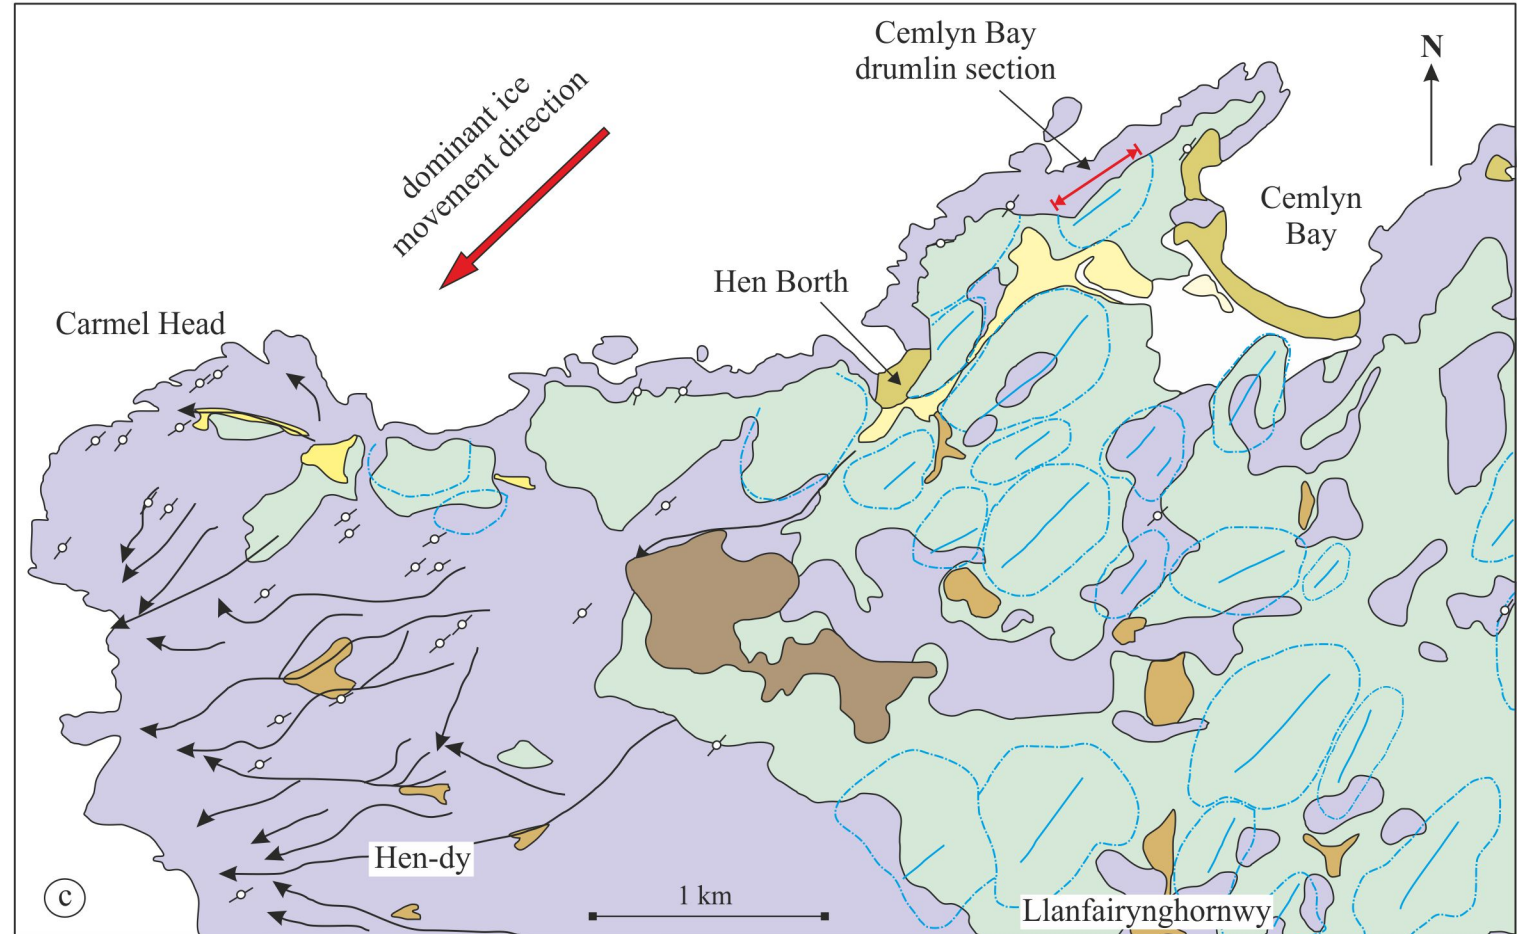 Cemlyn Bay
drumlin section
N
dominant ice
movement direction
Cemlyn
Bay
Hen Borth
Carmel Head
Hen-dy
c
1 km
Llanfairynghornwy